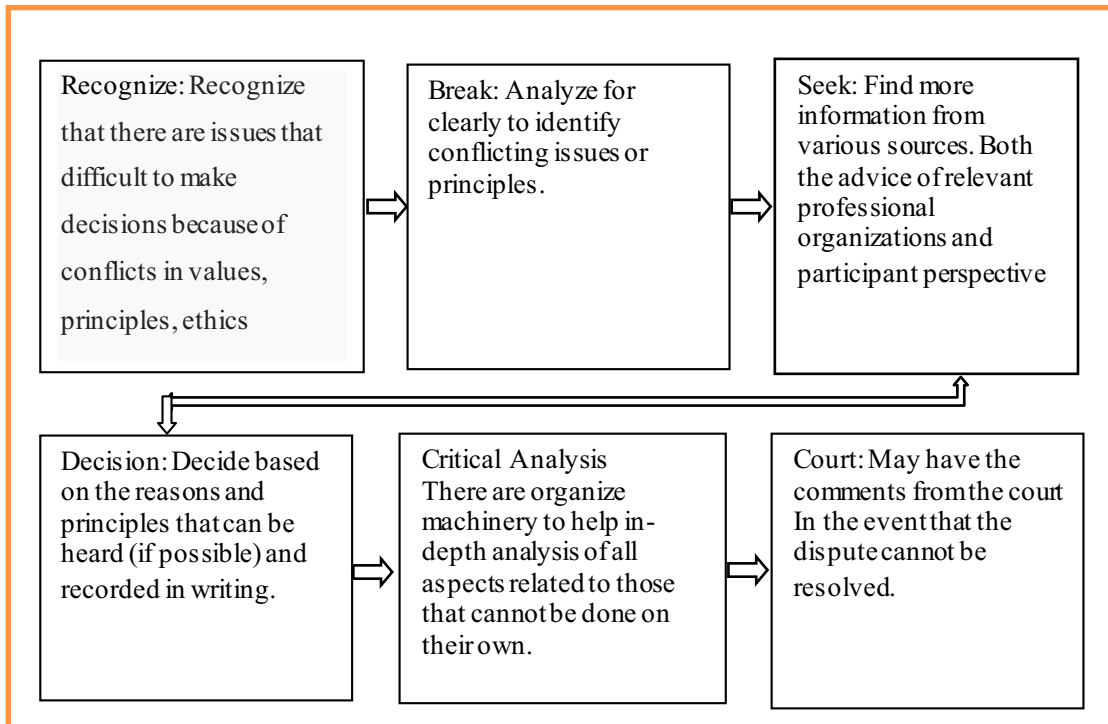 Recognize: Recognize
that there are issues that
difficult to make
decisions because of
conflicts in values,
principles, ethics
Break: Analyze for
clearly to identify
conflicting issues or
principles.
Seek: Find more
information from
various sources. Both
the advice of relevant
professional
organizations and
participant perspective
Decision: Decide based
on the reasons and
principles that can be
heard (if possible) and
recorded in writing.
Critical Analysis
There are organize
machinery to help in-
depth analysis of all
aspects related to those
that cannot be done on
their own.
Court: May have the
comments from the court
In the event that the
dispute cannot be
resolved.